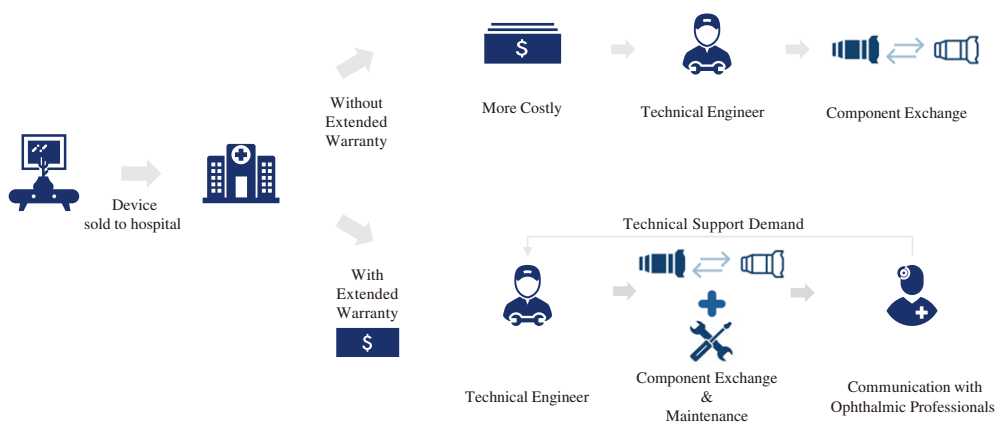 Device
sold to hospital
Without
Extended
Warranty
$
More Costly
Technical Engineer
Component Exchange
With
Extended
Warranty
$
Technical Support Demand
Technical Engineer
Component Exchange
&
Maintenance
Communication with
Ophthalmic Professionals